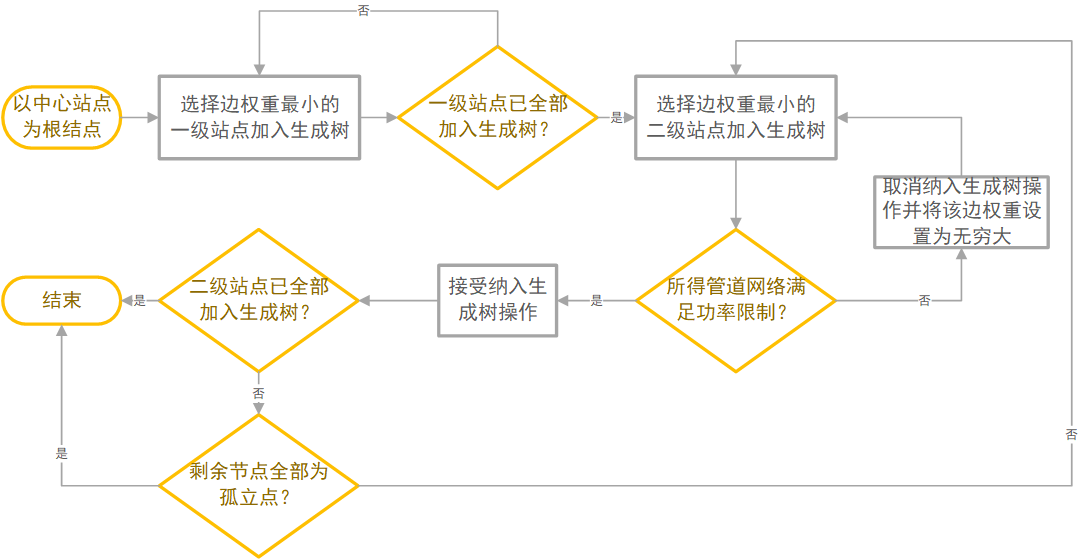 否
以中心站点
为根结点
选择边权重最小的
一级站点加入生成树
一级站点已全部
加入生成树？
是
选择边权重最小的
二级站点加入生成树
取消纳入生成树操
作并将该边权重设
置为无穷大
结束
是
二级站点已全部
加入生成树？
接受纳入生
成树操作
是
所得管道网络满
足功率限制？
否
否
是
剩余节点全部为
孤立点？
否